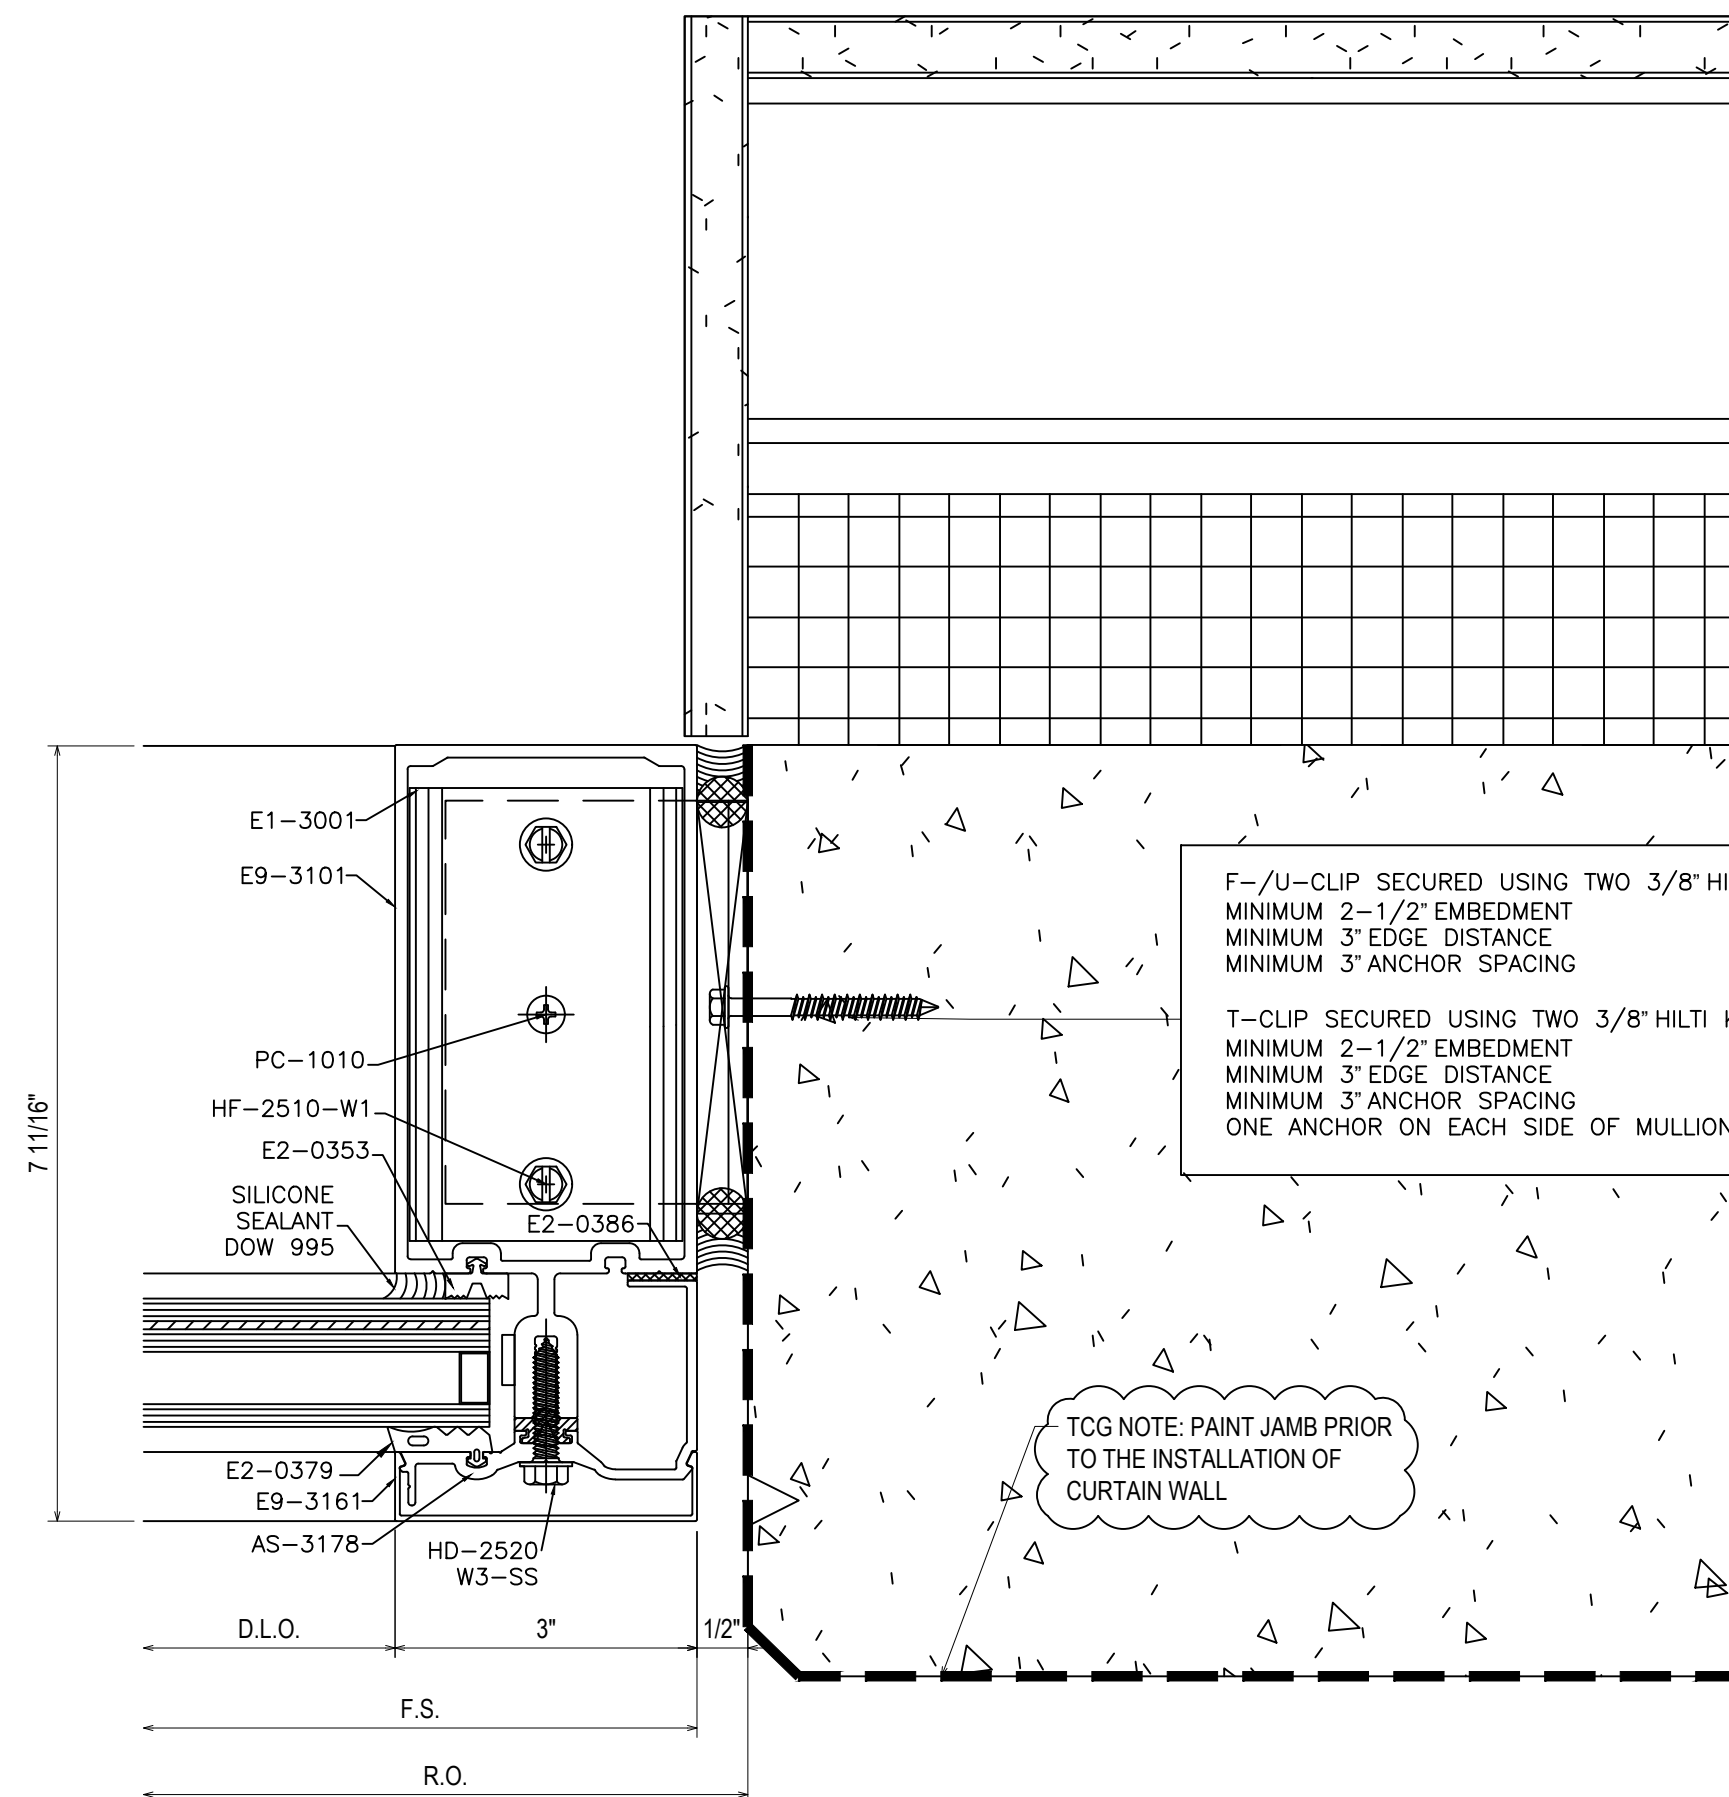 E1-3001
E9-3101
F-/U-CLIP SECURED USING TWO 3/8" HI
MINIMUM 2-1/2" EMBEDMENT
MINIMUM 3" EDGE DISTANCE
MINIMUM 3" ANCHOR SPACING
T-CLIP SECURED USING TWO 3/8" HILTI
MINIMUM 2-1/2" EMBEDMENT
MINIMUM 3" EDGE DISTANCE
MINIMUM 3" ANCHOR SPACING
ONE ANCHOR ON EACH SIDE OF MULLION
PC-1010
HF-2510-W1
7 11/16"
E2-0353
SILICONE
SEALANT
DOW 995
E2-0386
TCG NOTE: PAINT JAMB PRIOR
TO THE INSTALLATION OF
CURTAIN WALL
E2-0379
E9-3161
AS-3178
HD-2520
W3-SS
D.L.O.
3"
1/2"
F.S.
R.O.